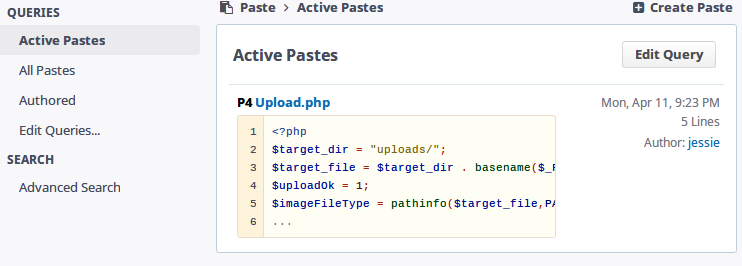 QUERIES
Active Pastes
All Pastes
Authored
Edit Queries...
SEARCH
Advanced Search
Paste > Active Pastes
Create Paste
Active Pastes
Edit Query
P4 Upload.php
Mon, Apr 11, 9:23 PM
5 Lines
Author: jessie
1 <?php
2 $target_dir = "uploads/";
3 $target_file = $target_dir . basename($_
4 $uploadOk = 1;
5 $imageFileType = pathinfo($target_file,PA
6 ...